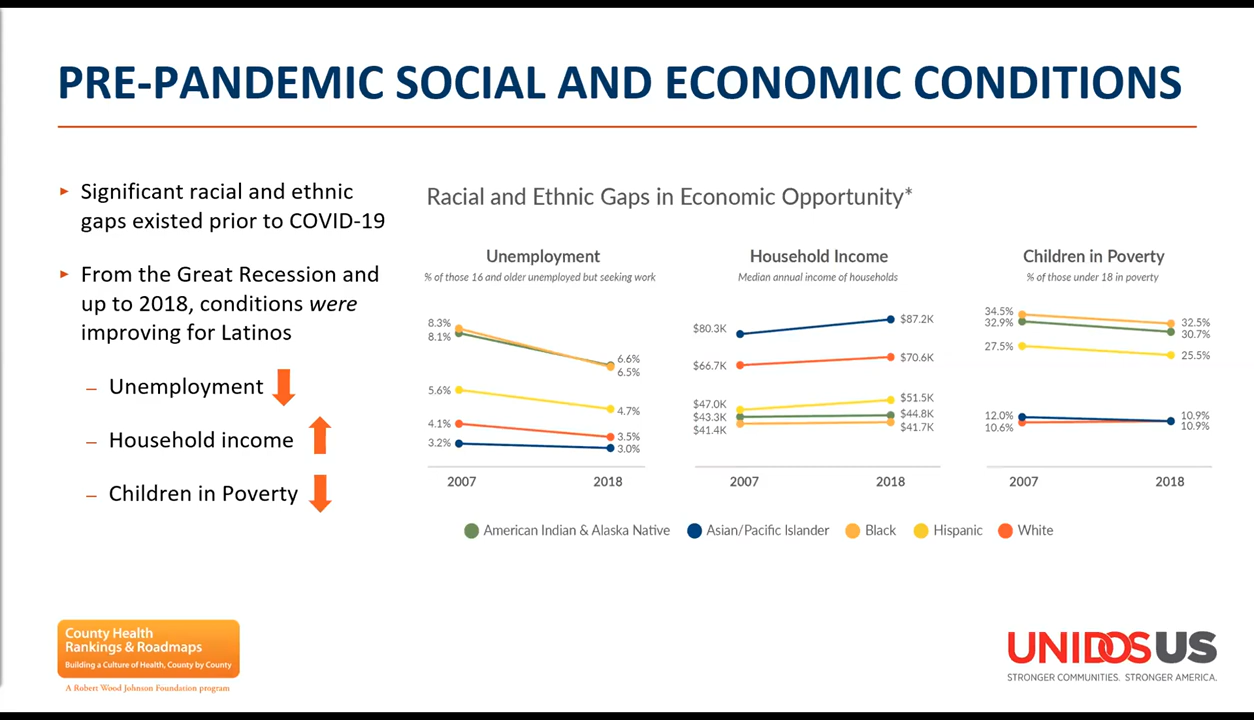 PRE-PANDEMIC SOCIAL AND ECONOMIC CONDITIONS
▸ Significant racial and ethnic
gaps existed prior to COVID-19
▸ From the Great Recession and
up to 2018, conditions were
improving for Latinos
– Unemployment
– Household income
– Children in Poverty
Racial and Ethnic Gaps in Economic Opportunity*
Unemployment
% of those 16 and older unemployed but seeking work
8.3%
8.1%
5.6%
4.1%
3.2%
6.6%
6.5%
4.7%
3.5%
3.0%
2007 2018
Household Income
Median annual income of households
$80.3K
$66.7K
$47.0K
$43.3K
$41.4K
$87.2K
$70.6K
$51.5K
$44.8K
$41.7K
2007 2018
Children in Poverty
% of those under 18 in poverty
34.5%
32.9%
27.5%
12.0%
10.6%
32.5%
30.7%
25.5%
10.9%
10.9%
2007 2018
American Indian & Alaska Native Asian/Pacific Islander Black Hispanic White
County Health
Rankings & Roadmaps
Building a Culture of Health, County by County
A Robert Wood Johnson Foundation program
UNIDOSUS
STRONGER COMMUNITIES. STRONGER AMERICA.